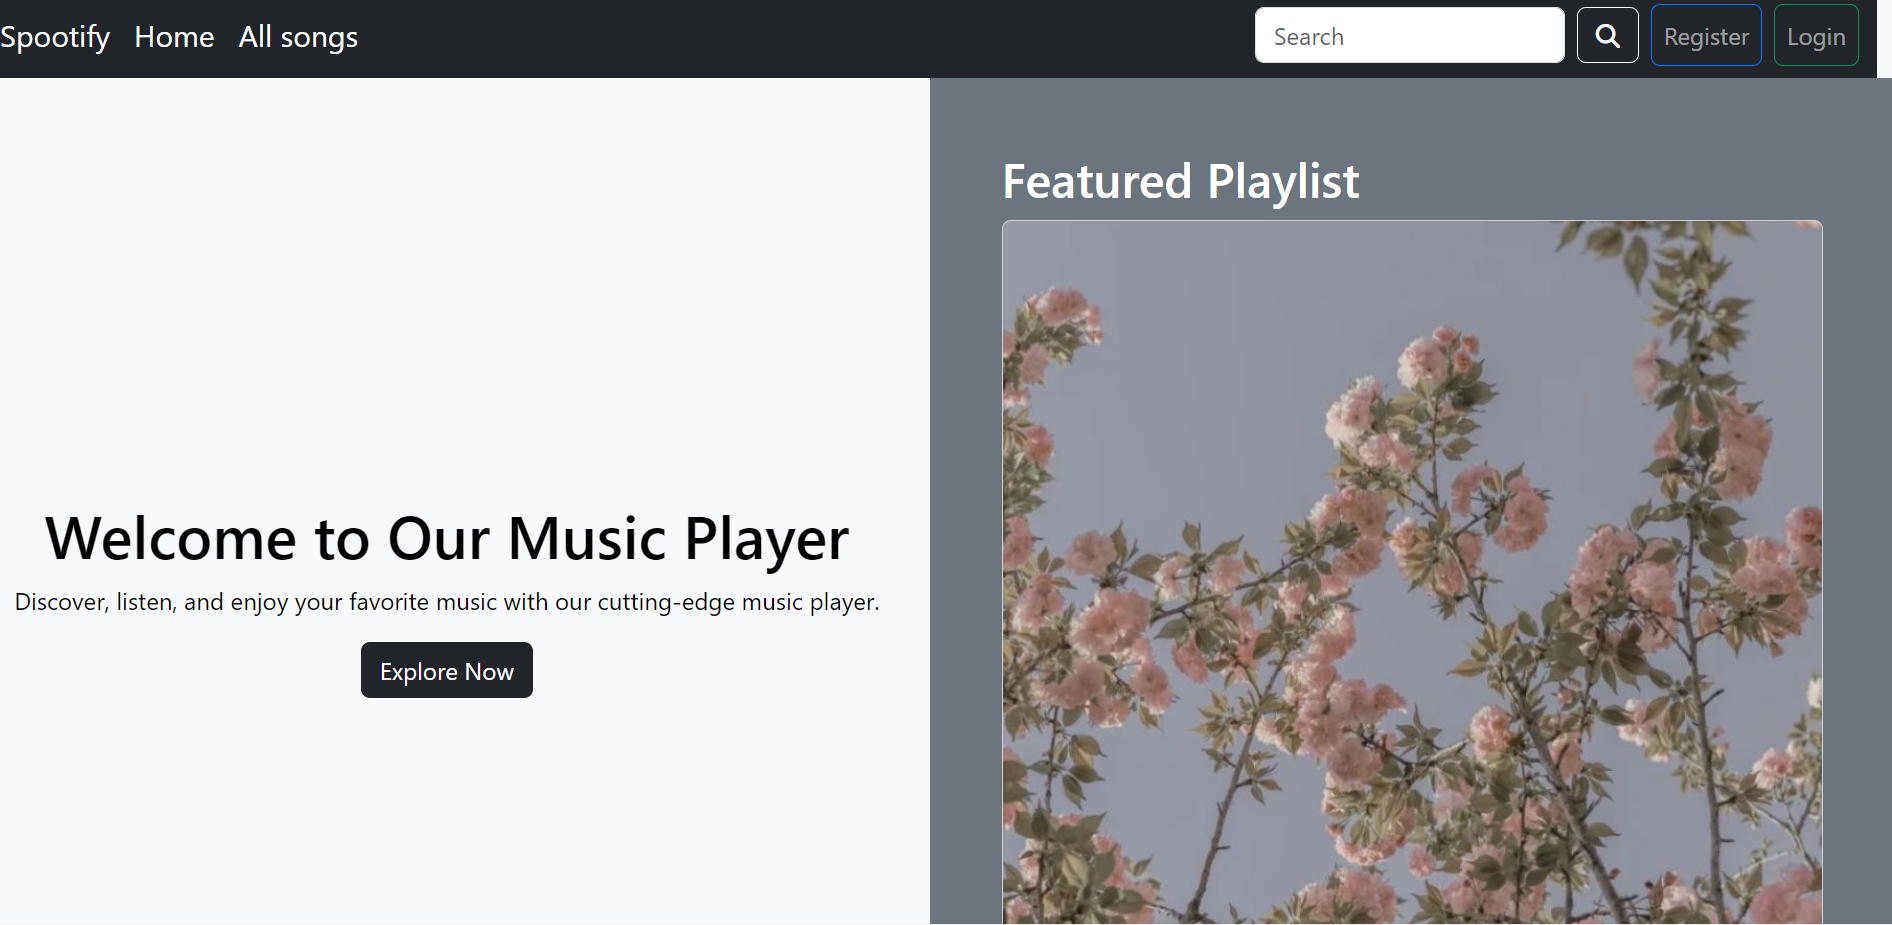 Spootify Home All songs Search Register Login
Featured Playlist
Welcome to Our Music Player
Discover, listen, and enjoy your favorite music with our cutting-edge music player.
Explore Now